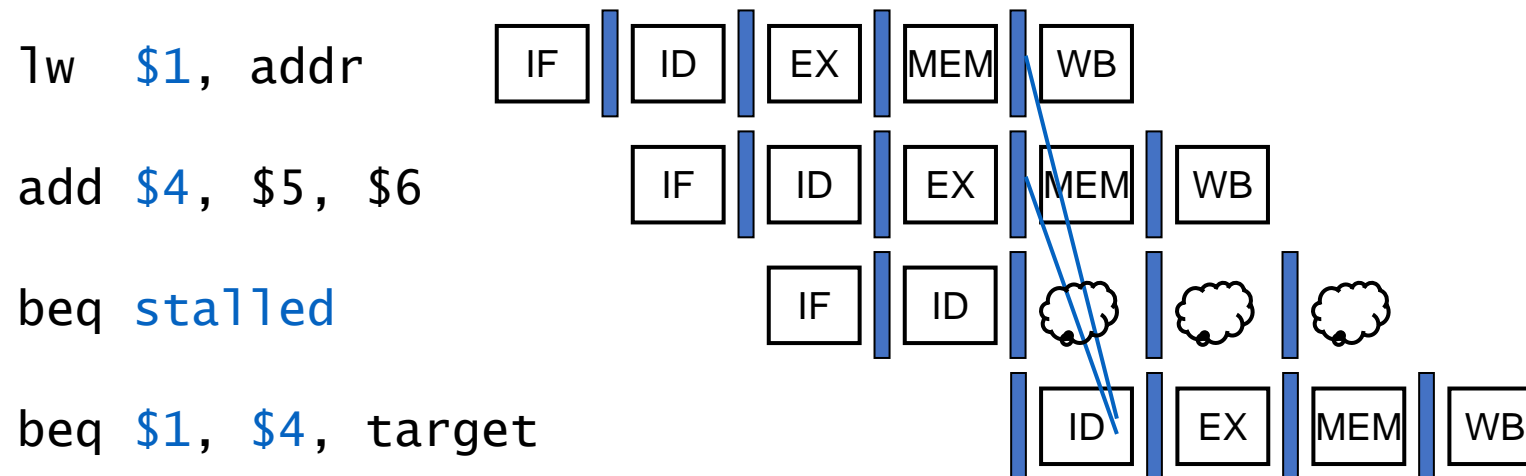 lw $1, addr IF ID EX MEM WB
add $4, $5, $6 IF ID EX MEM WB
beq stalled IF ID
beq $1, $4, target ID EX MEM WB